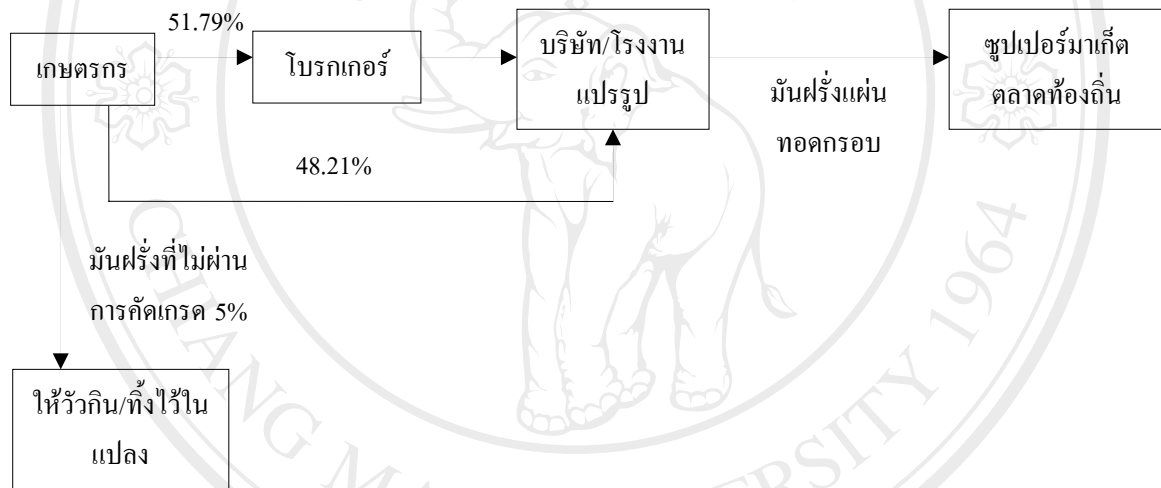 51.79%
เกษตรกร
โบรกเกอร์
บริษัท/โรงงาน
แปรรูป
มันฝรั่งแผ่น
ทอดกรอบ
ซูปเปอร์มาเก็ต
ตลาดท้องถิ่น
48.21%
มันฝรั่งที่ไม่ผ่าน
การคัดเกรด 5%
ให้วัวกิน/ทิ้งไว้ใน
แปลง
CHIANG MAI UNIVERSITY 1964